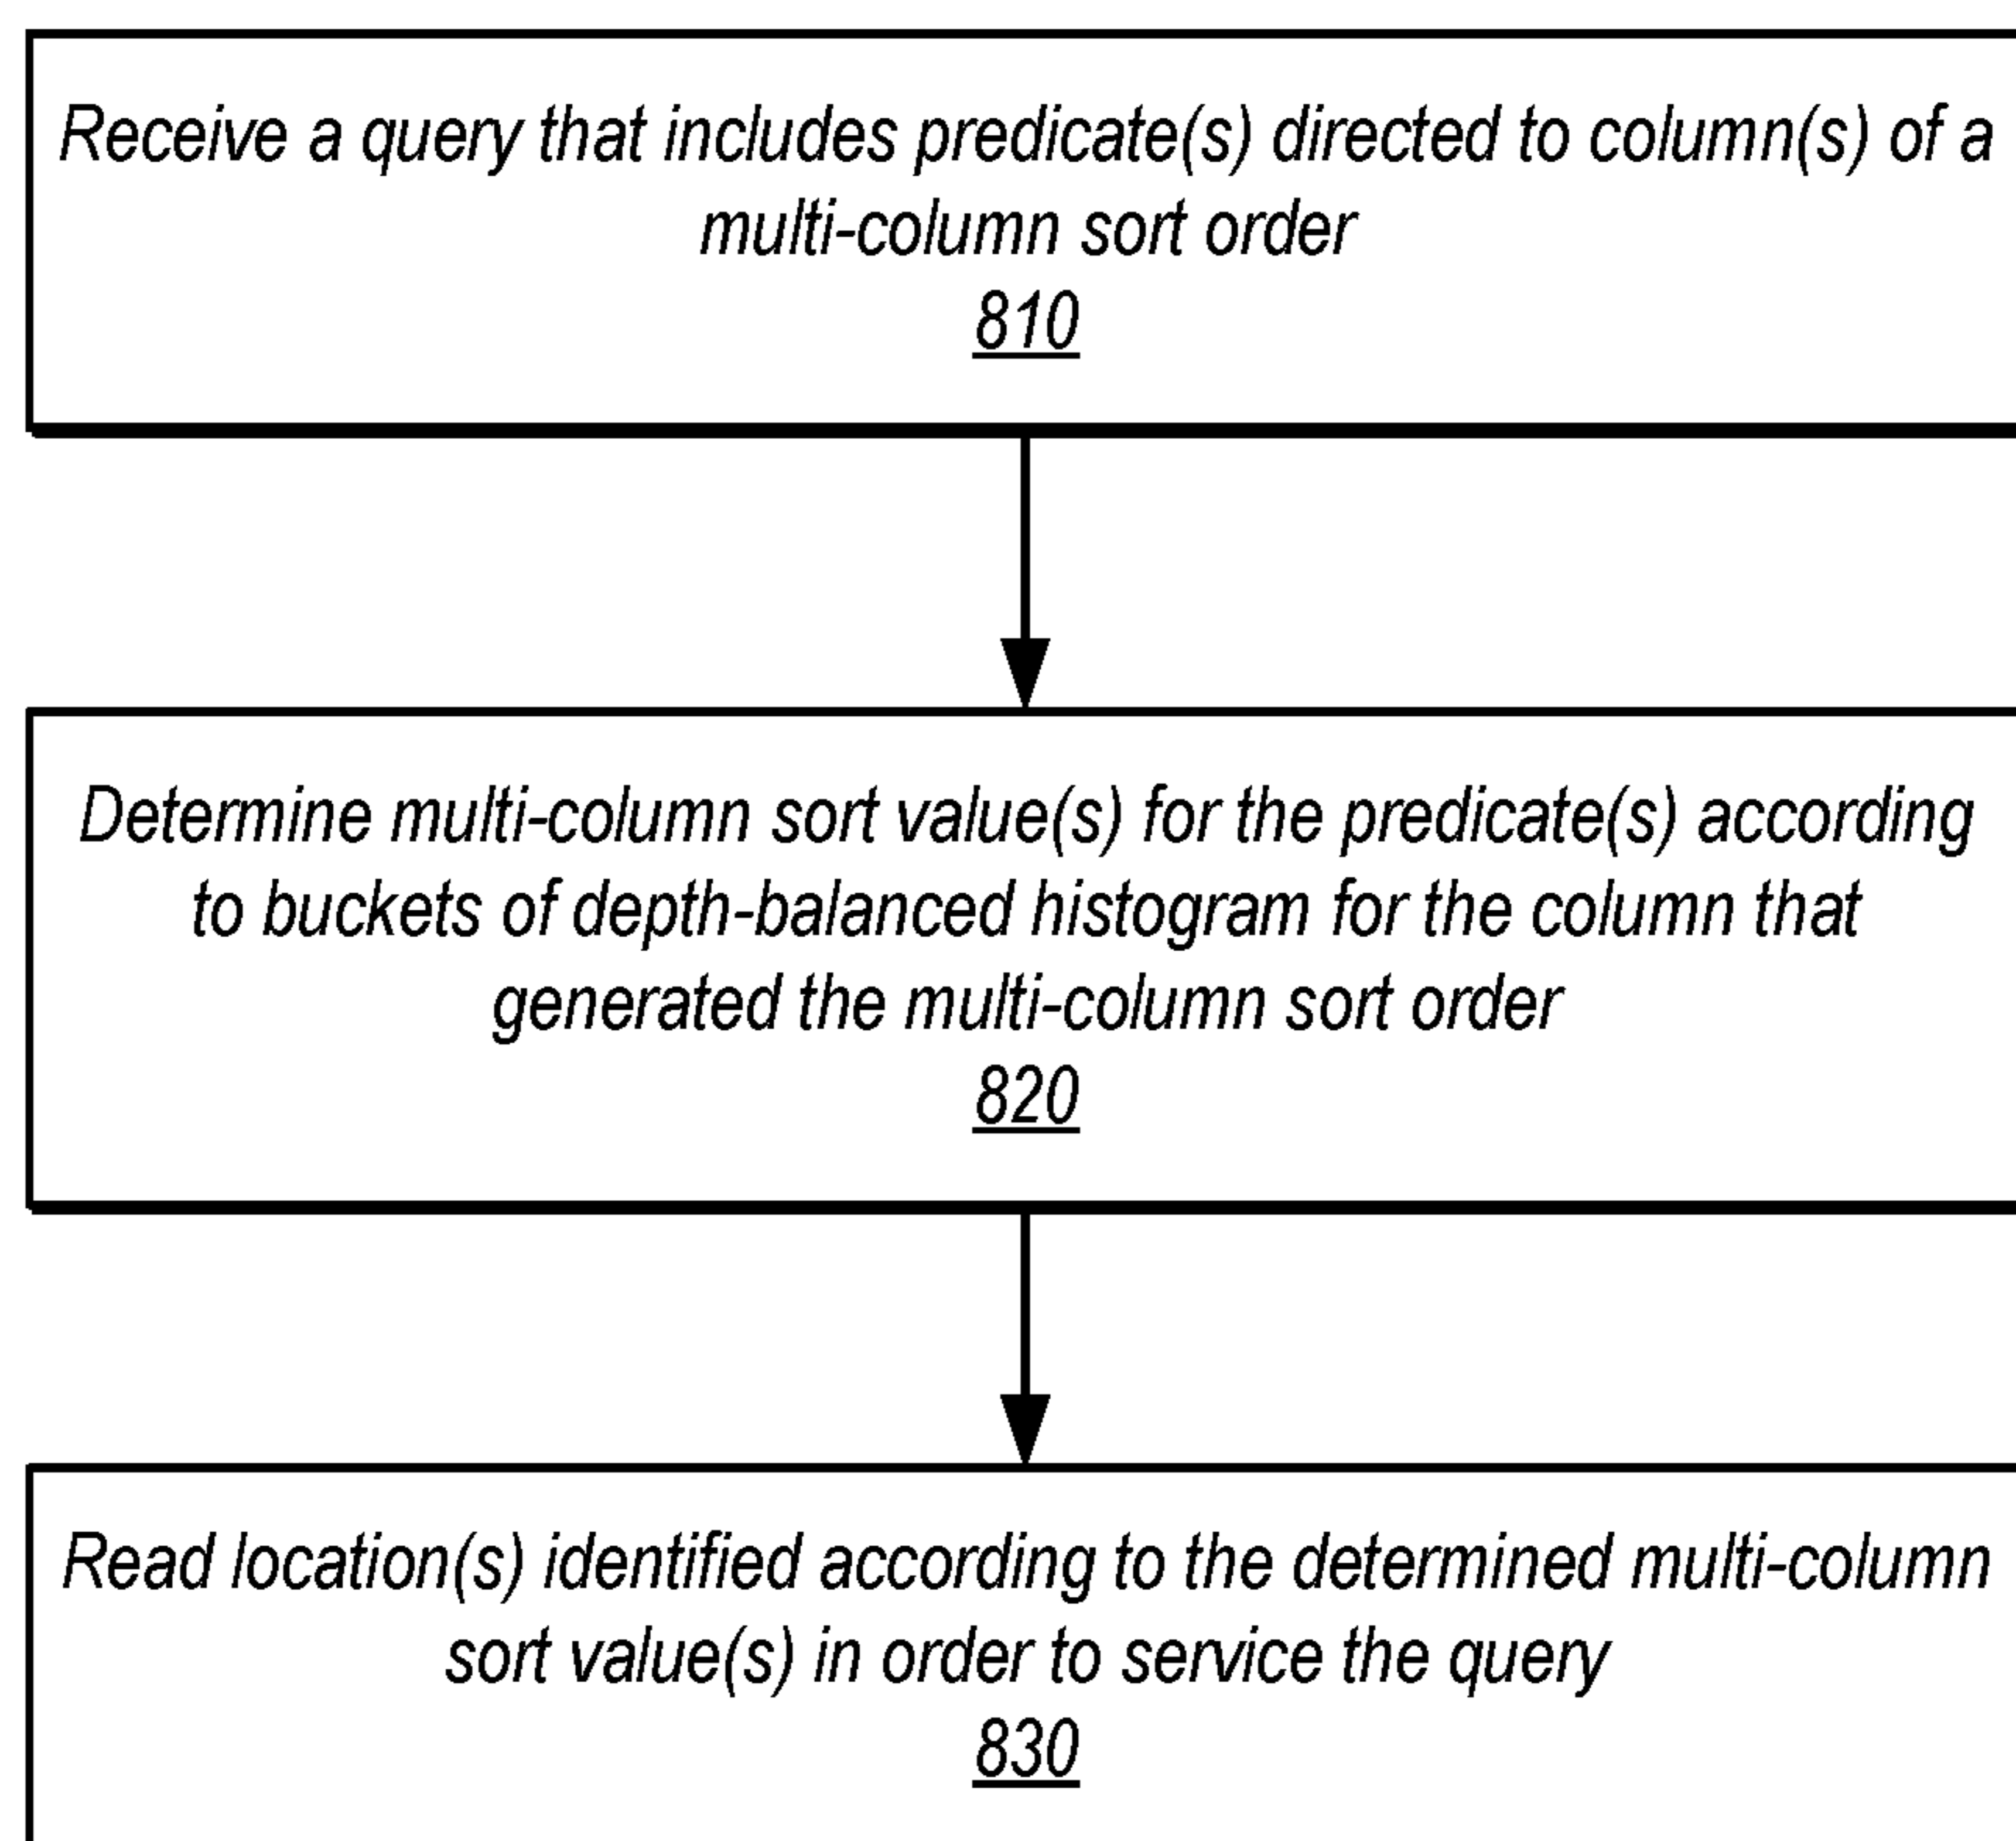 Receive a query that includes predicate(s) directed to column(s) of a
multi-column sort order
810
Determine multi-column sort value(s) for the predicate(s) according
to buckets of depth-balanced histogram for the column that
generated the multi-column sort order
820
Read location(s) identified according to the determined multi-column
sort value(s) in order to service the query
830